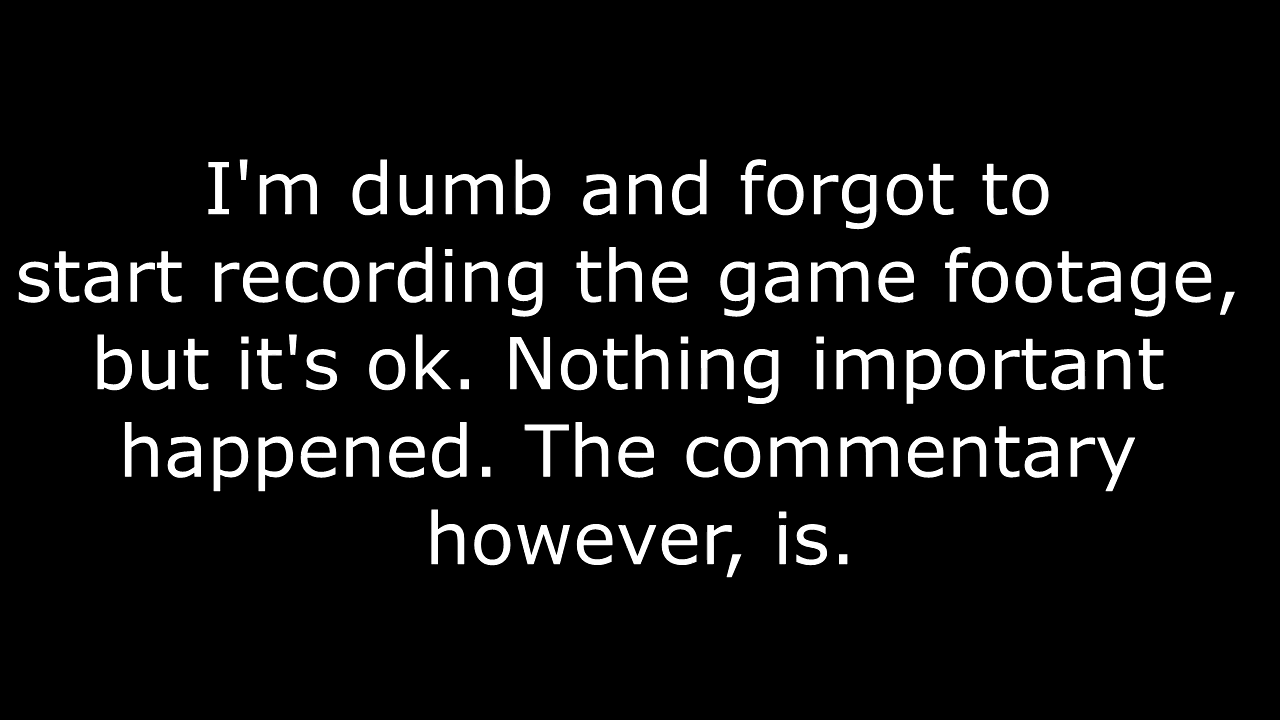 I'm dumb and forgot to
start recording the game footage,
but it's ok. Nothing important
happened. The commentary
however, is.